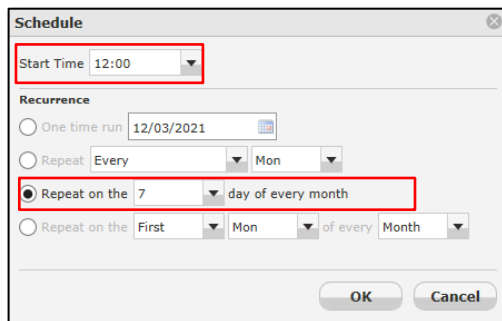 Schedule
Start Time 12:00
Recurrence
One time run 12/03/2021
Repeat Every Mon
Repeat on the 7 day of every month
Repeat on the First Mon of every Month
OK Cancel